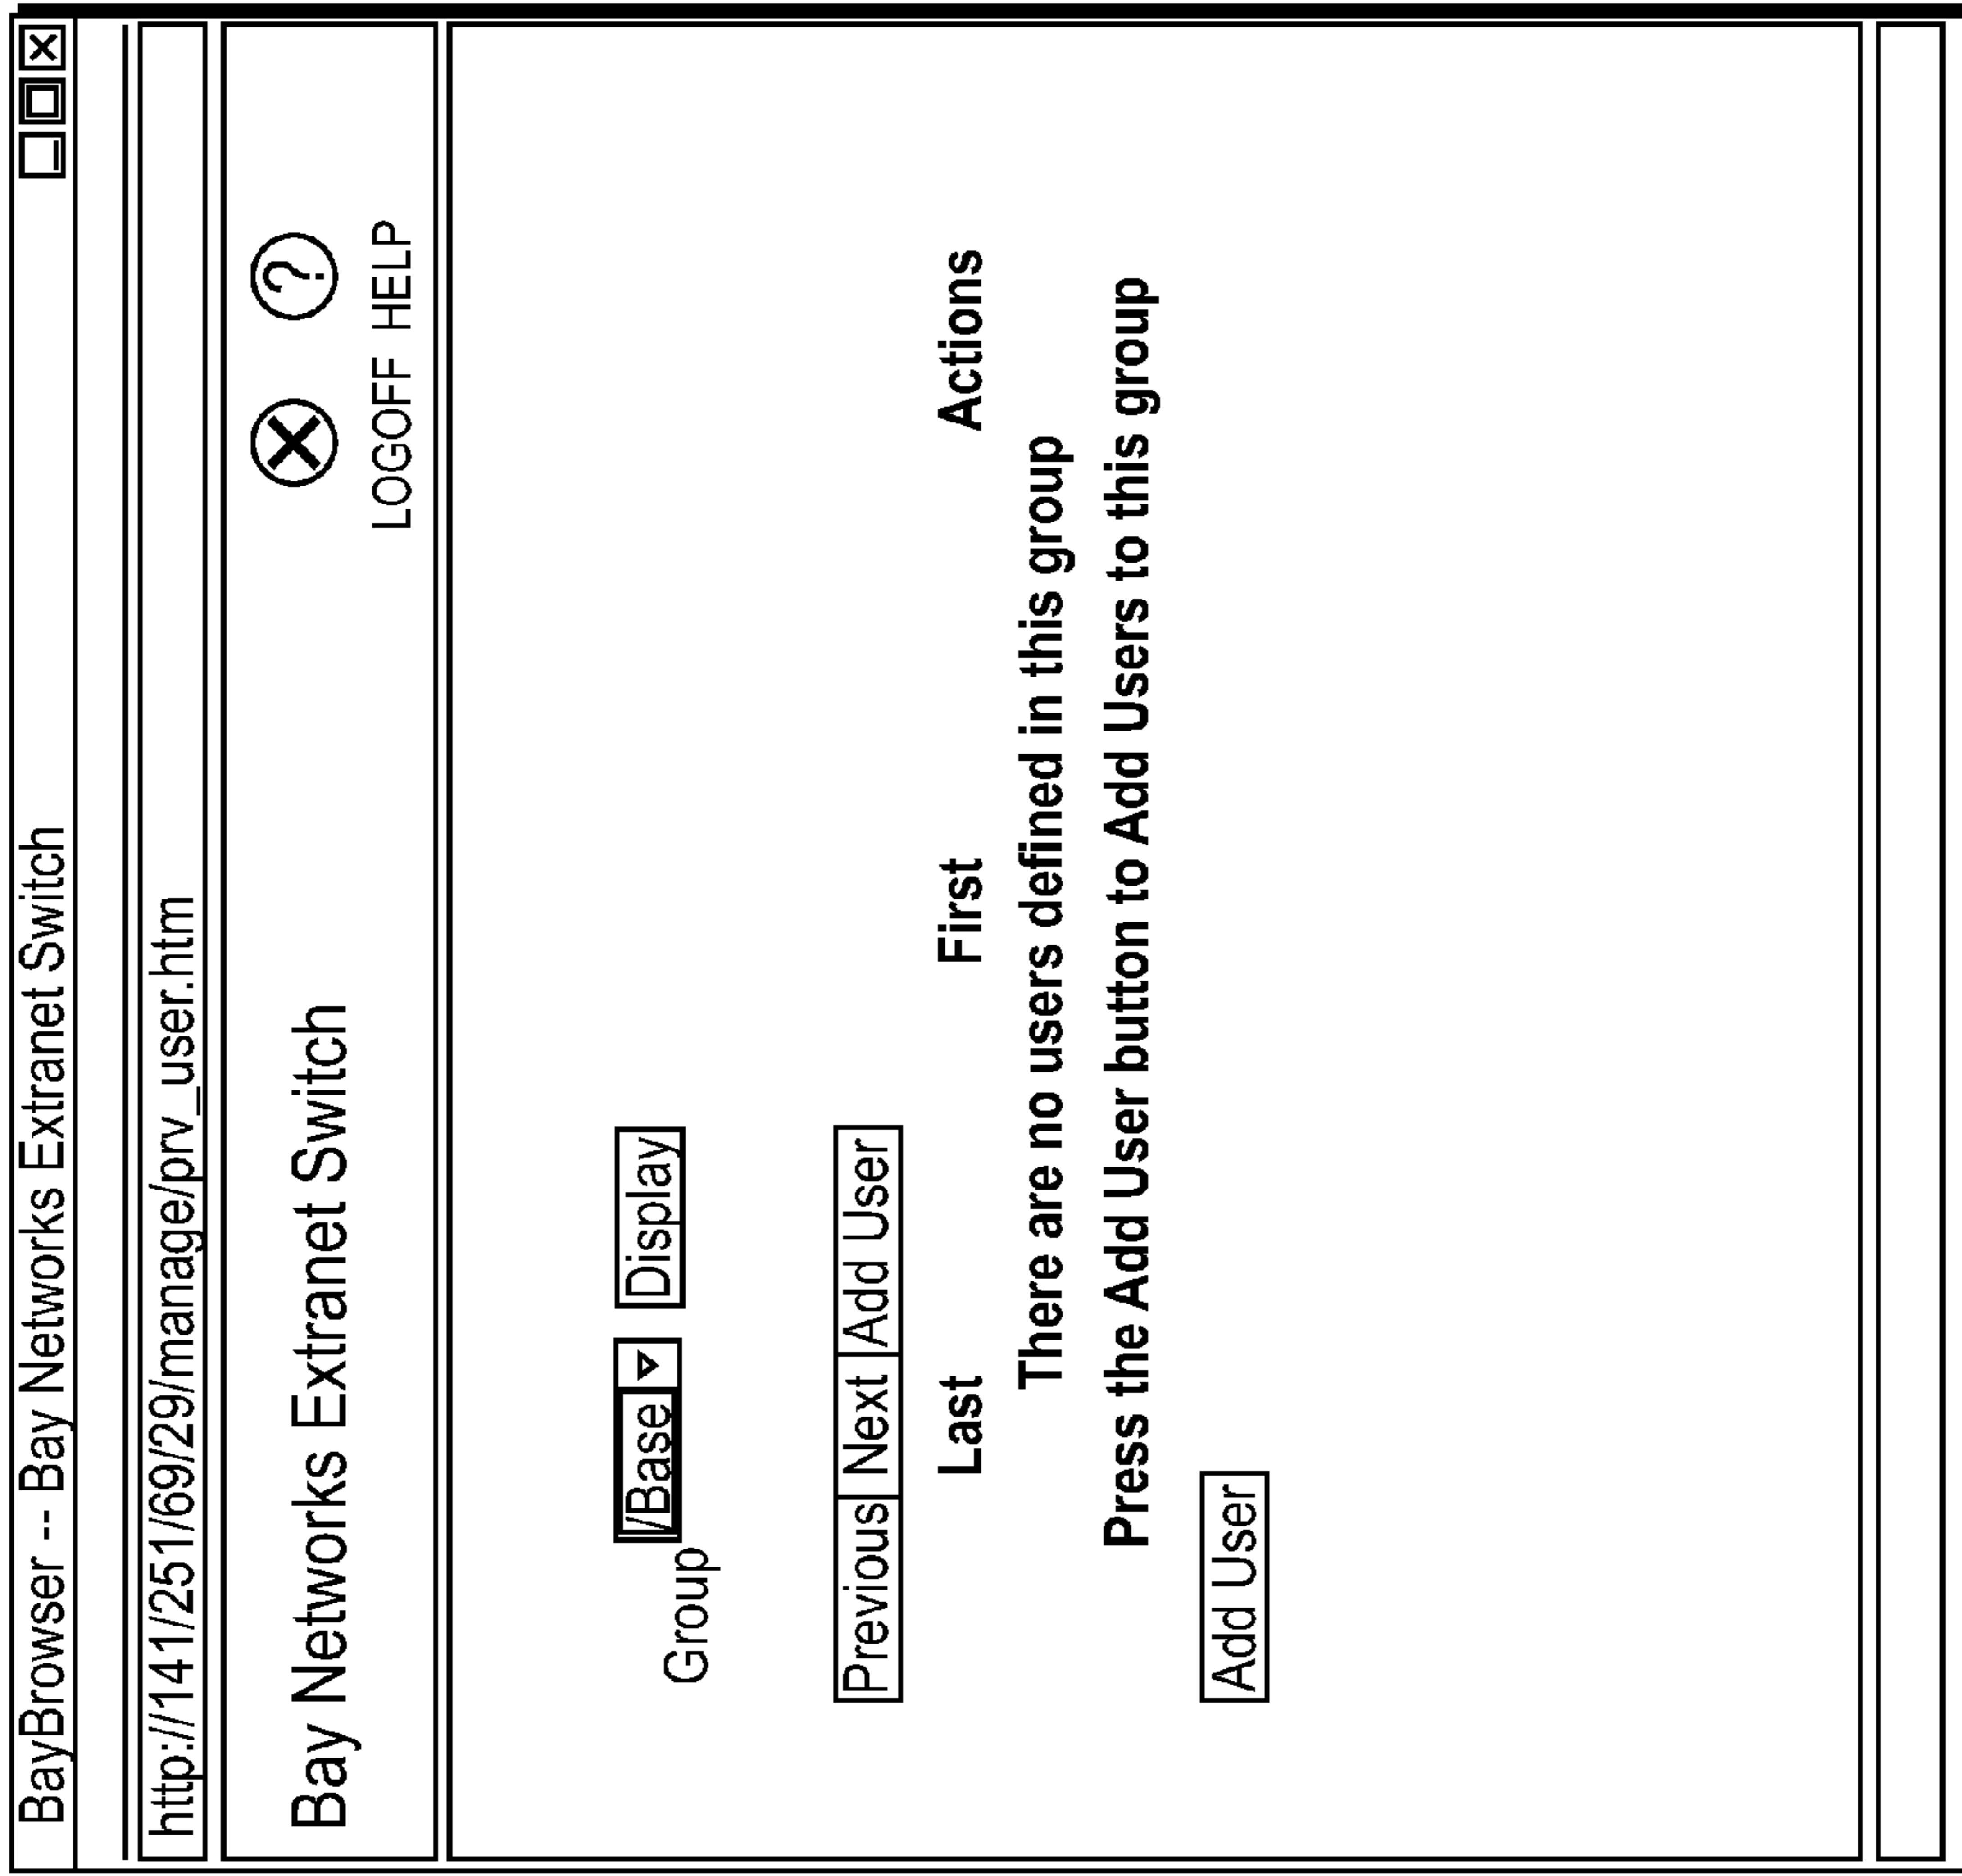 BayBrowser -- Bay Networks Extranet Switch
http://141/251/69/29/manage/prv_user.htm
Bay Networks Extranet Switch
LOGOFF HELP
/Base Display
Group
Previous Next Add User
Last First Actions
There are no users defined in this group
Press the Add User button to Add Users to this group
Add User